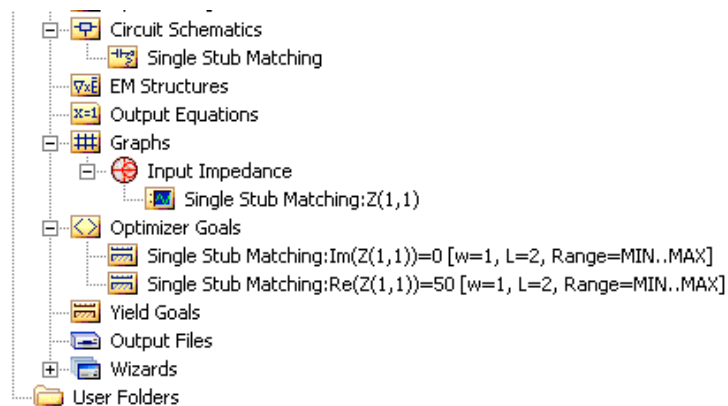 Circuit Schematics
Single Stub Matching
EM Structures
X=1 Output Equations
Graphs
Input Impedance
Single Stub Matching:Z(1,1)
Optimizer Goals
Single Stub Matching:Im(Z(1,1))=0 [w=1, L=2, Range=MIN..MAX]
Single Stub Matching:Re(Z(1,1))=50 [w=1, L=2, Range=MIN..MAX]
Yield Goals
Output Files
Wizards
User Folders